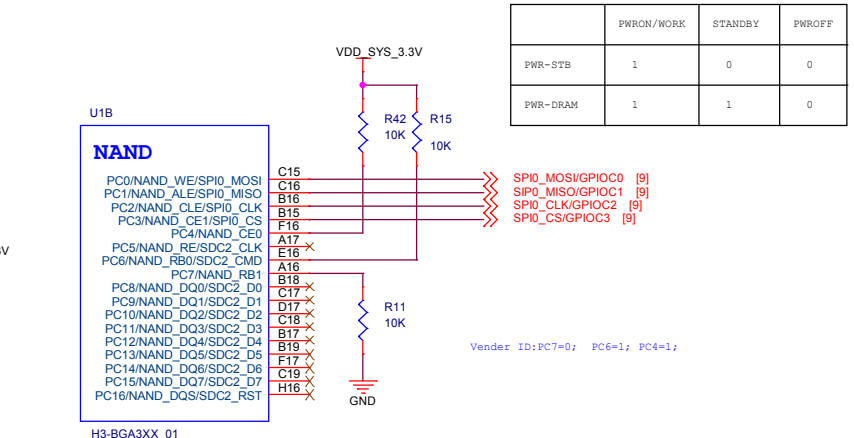 PWRON/WORK STANDBY PWROFF
PWR-STB 1 0 0
PWR-DRAM 1 1 0
VDD_SYS_3.3V
U1B
R42 R15
10K
10K
NAND
PC0/NAND_WE/SPI0_MOSI C15 SPI0_MOSI/GPIOC0 [9]
PC1/NAND_ALE/SPI0_MISO C16 SIP0_MISO/GPIOC1 [9]
PC2/NAND_CLE/SPI0_CLK B16 SPI0_CLK/GPIOC2 [9]
PC3/NAND_CE1/SPI0_CS B15 SPI0_CS/GPIOC3 [9]
PC4/NAND_CE0 F16
PC5/NAND_RE/SDC2_CLK A17
PC6/NAND_RB0/SDC2_CMD E16
PC7/NAND_RB1 A16
PC8/NAND_DQ0/SDC2_D0 B18
PC9/NAND_DQ1/SDC2_D1 C17
PC10/NAND_DQ2/SDC2_D2 D17
PC11/NAND_DQ3/SDC2_D3 C18
PC12/NAND_DQ4/SDC2_D4 B17
PC13/NAND_DQ5/SDC2_D5 B19
PC14/NAND_DQ6/SDC2_D6 F17
PC15/NAND_DQ7/SDC2_D7 C19
PC16/NAND_DQS/SDC2_RST H16
R11
10K
Vender ID:PC7=0; PC6=1; PC4=1;
GND
H3-BGA3XX_01